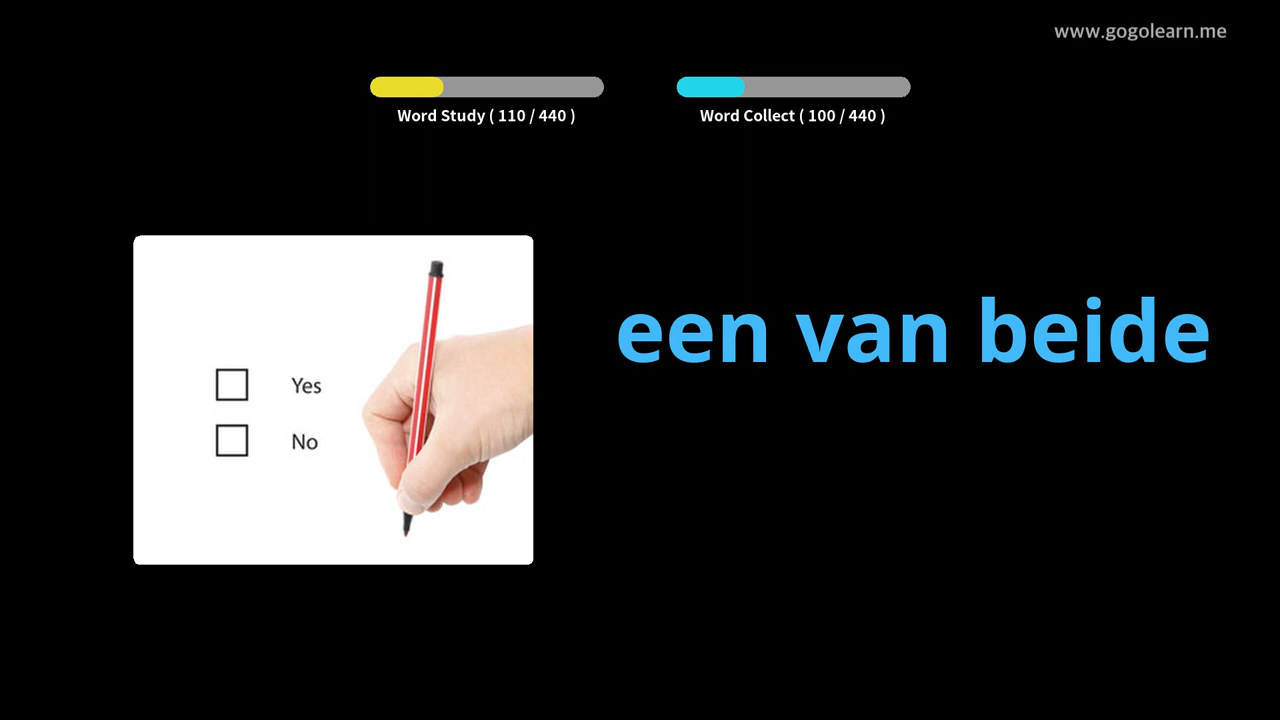 www.gogolearn.me
Word Study ( 110 / 440 )
Word Collect ( 100 / 440 )
een van beide
Yes
No